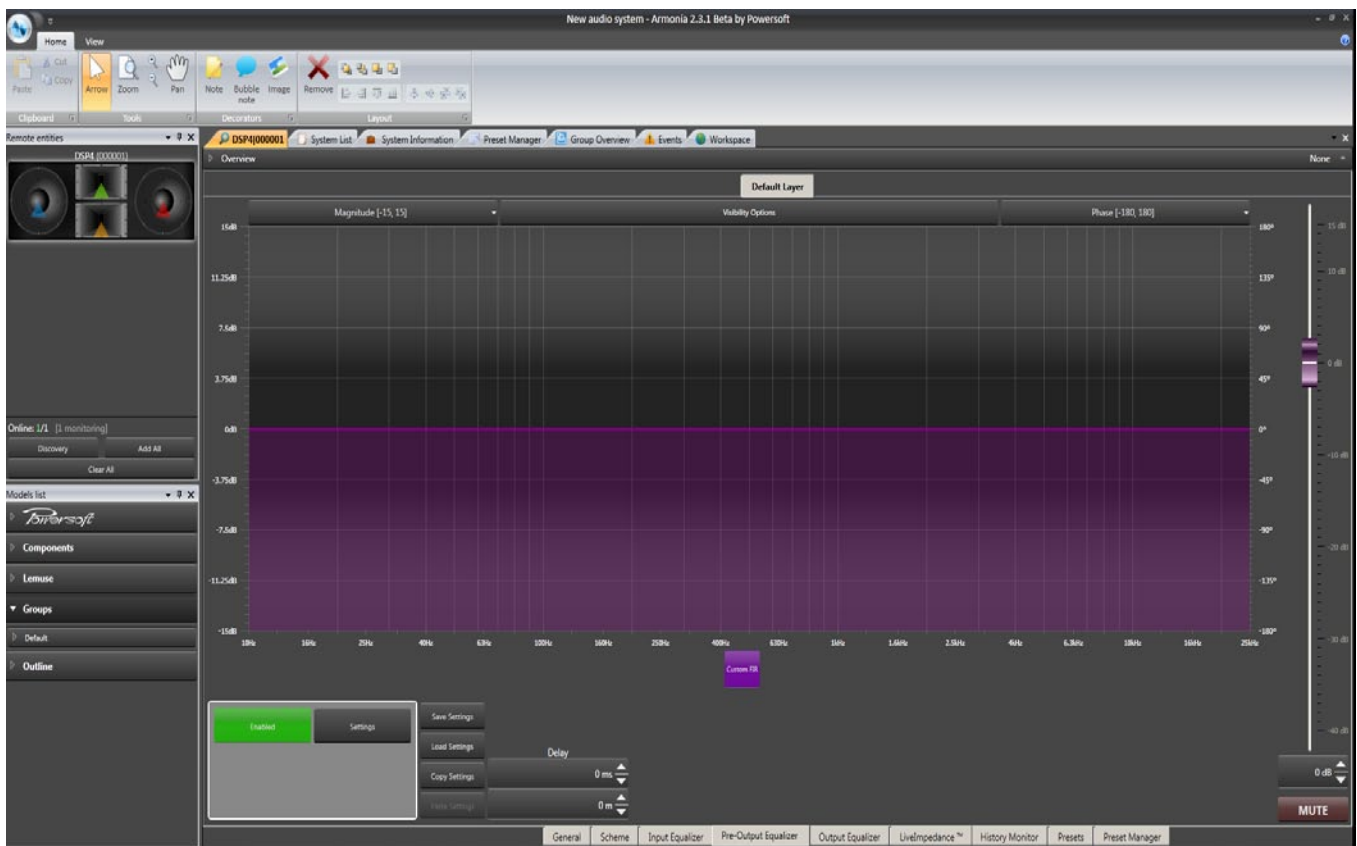 New audio system - Armonía 2.3.1 Beta by Powersoft
Home View
Paste Cut Copy Arrow Zoom Pan Note Bubble note Image Remove
Clipboard Tools Decorators Layout
Remote entities
DSP4 [000001]
Online: 1/1 [1 monitoring]
Discovery Add All
Clear All
Models list
Powersoft
Components
Lemuse
Groups
Default
Outline
DSP4[000001] System List System Information Preset Manager Group Overview Events Workspace
Overview None
Default Layer
Magnitude [-15, 15] Visibility Options Phase [-180, 180]
15dB 180°
11.25dB 135°
7.5dB 90°
3.75dB 45°
0dB 0°
-3.75dB -45°
-7.5dB -90°
-11.25dB -135°
-15dB -180°
10Hz 16Hz 25Hz 40Hz 63Hz 100Hz 160Hz 250Hz 400Hz 630Hz 1kHz 1.6kHz 2.5kHz 4kHz 6.3kHz 10kHz 16kHz 25kHz
15 dB
10 dB
0 dB
-10 dB
-20 dB
-30 dB
-40 dB
Custom FIR
Enabled Settings
Save Settings
Load Settings
Copy Settings
Paste Settings
Delay
0 ms
0 m
0 dB
MUTE
General Scheme Input Equalizer Pre-Output Equalizer Output Equalizer LiveImpedance ™ History Monitor Presets Preset Manager